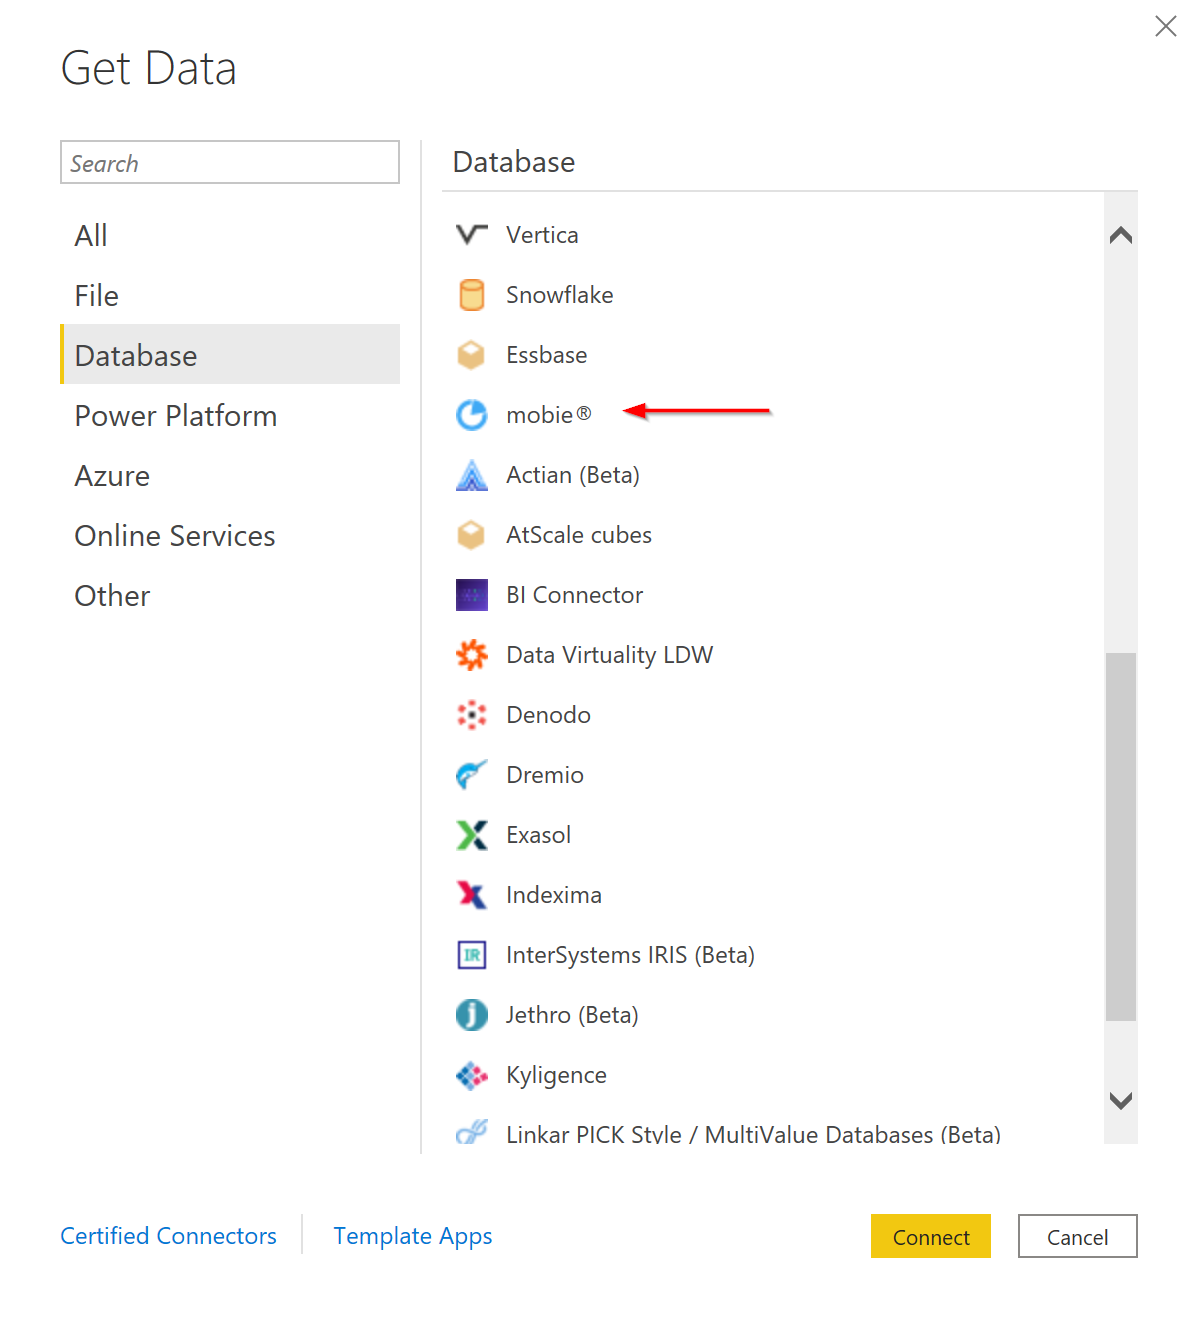 Get Data
Search
All
File
Database
Power Platform
Azure
Online Services
Other
Database
Vertica
Snowflake
Essbase
mobie®
Actian (Beta)
AtScale cubes
BI Connector
Data Virtuality LDW
Denodo
Dremio
Exasol
Indexima
IR
InterSystems IRIS (Beta)
j
Jethro (Beta)
Kyligence
Linkar PICK Style / MultiValue Databases (Beta)
Certified Connectors
Template Apps
Connect
Cancel